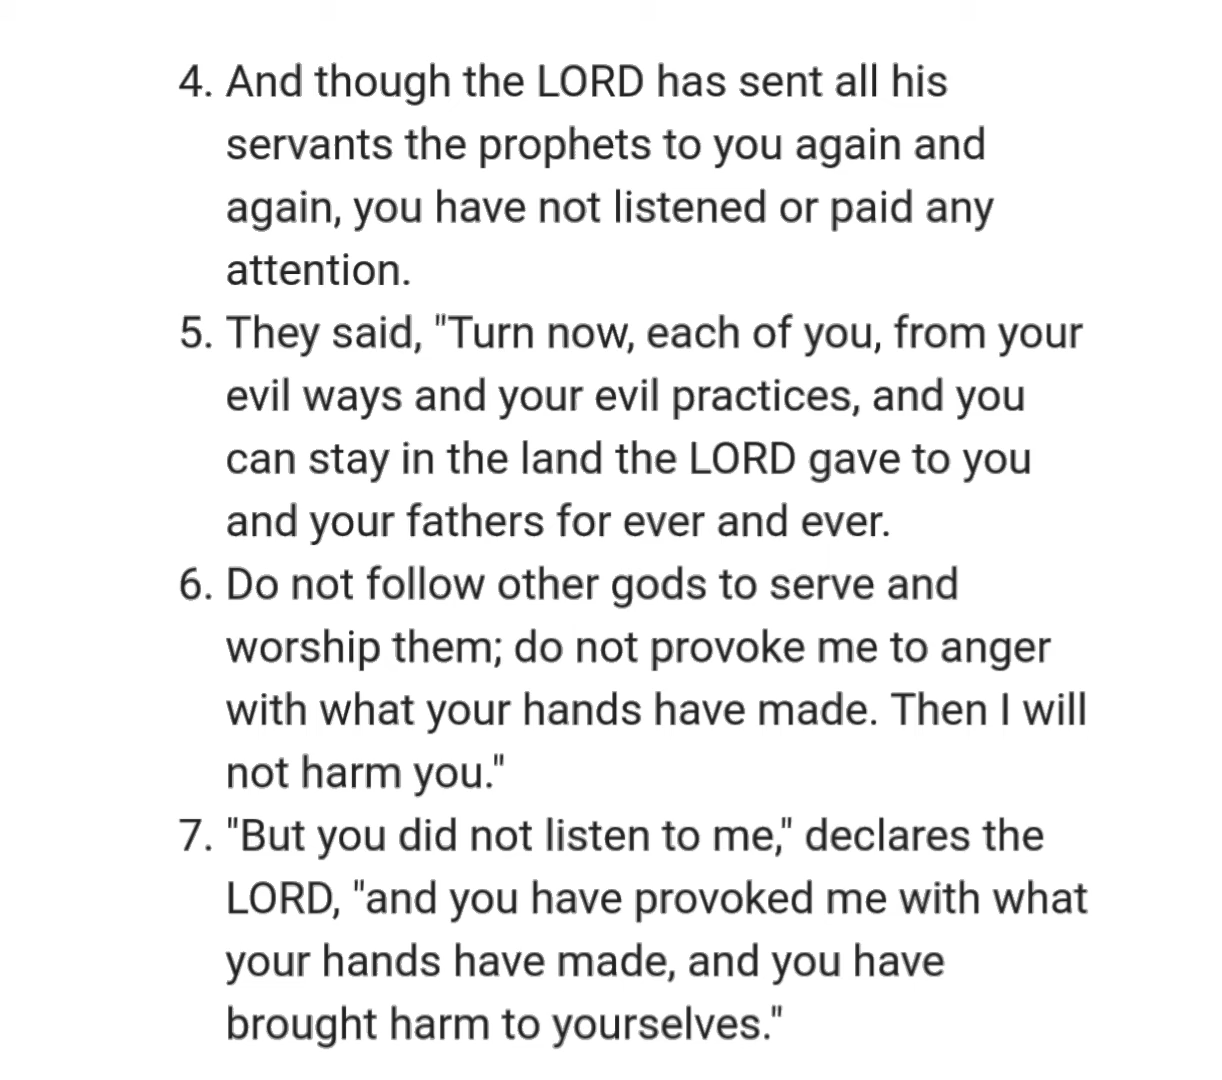 4. And though the LORD has sent all his
servants the prophets to you again and
again, you have not listened or paid any
attention.
5. They said, "Turn now, each of you, from your
evil ways and your evil practices, and you
can stay in the land the LORD gave to you
and your fathers for ever and ever.
6. Do not follow other gods to serve and
worship them; do not provoke me to anger
with what your hands have made. Then I will
not harm you."
7. "But you did not listen to me," declares the
LORD, "and you have provoked me with what
your hands have made, and you have
brought harm to yourselves."